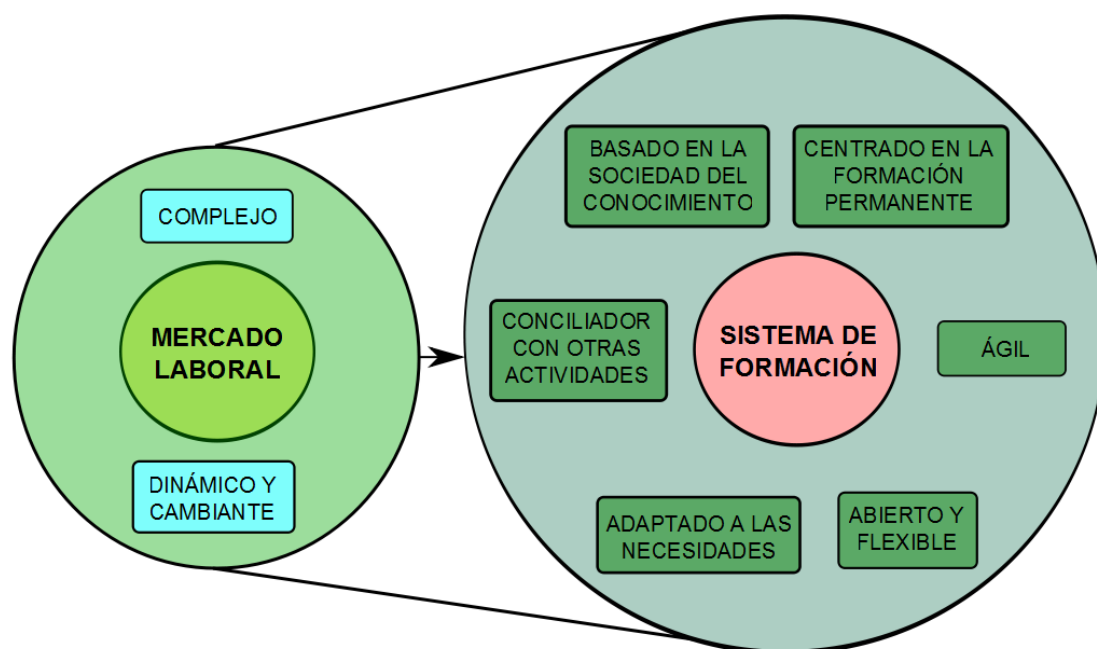 COMPLEJO
MERCADO
LABORAL
DINÁMICO Y
CAMBIANTE
BASADO EN LA
SOCIEDAD DEL
CONOCIMIENTO
CENTRADO EN LA
FORMACIÓN
PERMANENTE
CONCILIADOR
CON OTRAS
ACTIVIDADES
SISTEMA DE
FORMACIÓN
ÁGIL
ADAPTADO A LAS
NECESIDADES
ABIERTO Y
FLEXIBLE